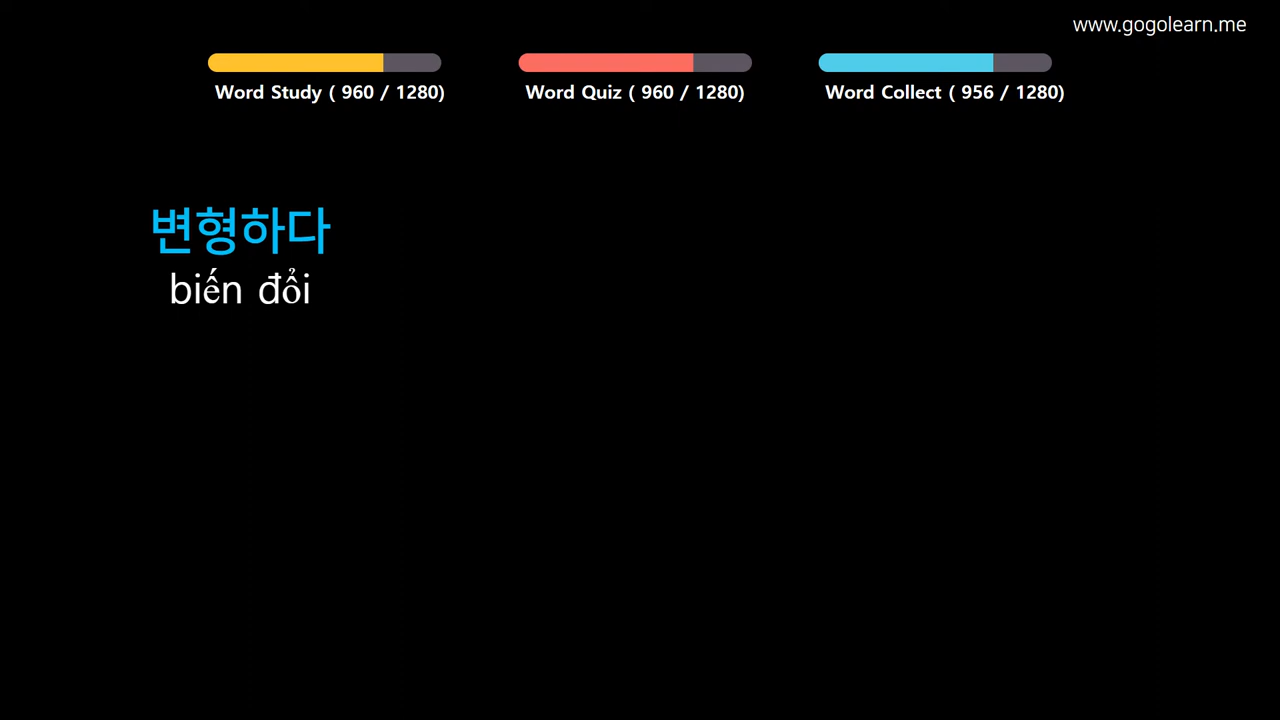 www.gogolearn.me
Word Study ( 960 / 1280)
Word Quiz ( 960 / 1280)
Word Collect ( 956 / 1280)
변형하다
biến đổi